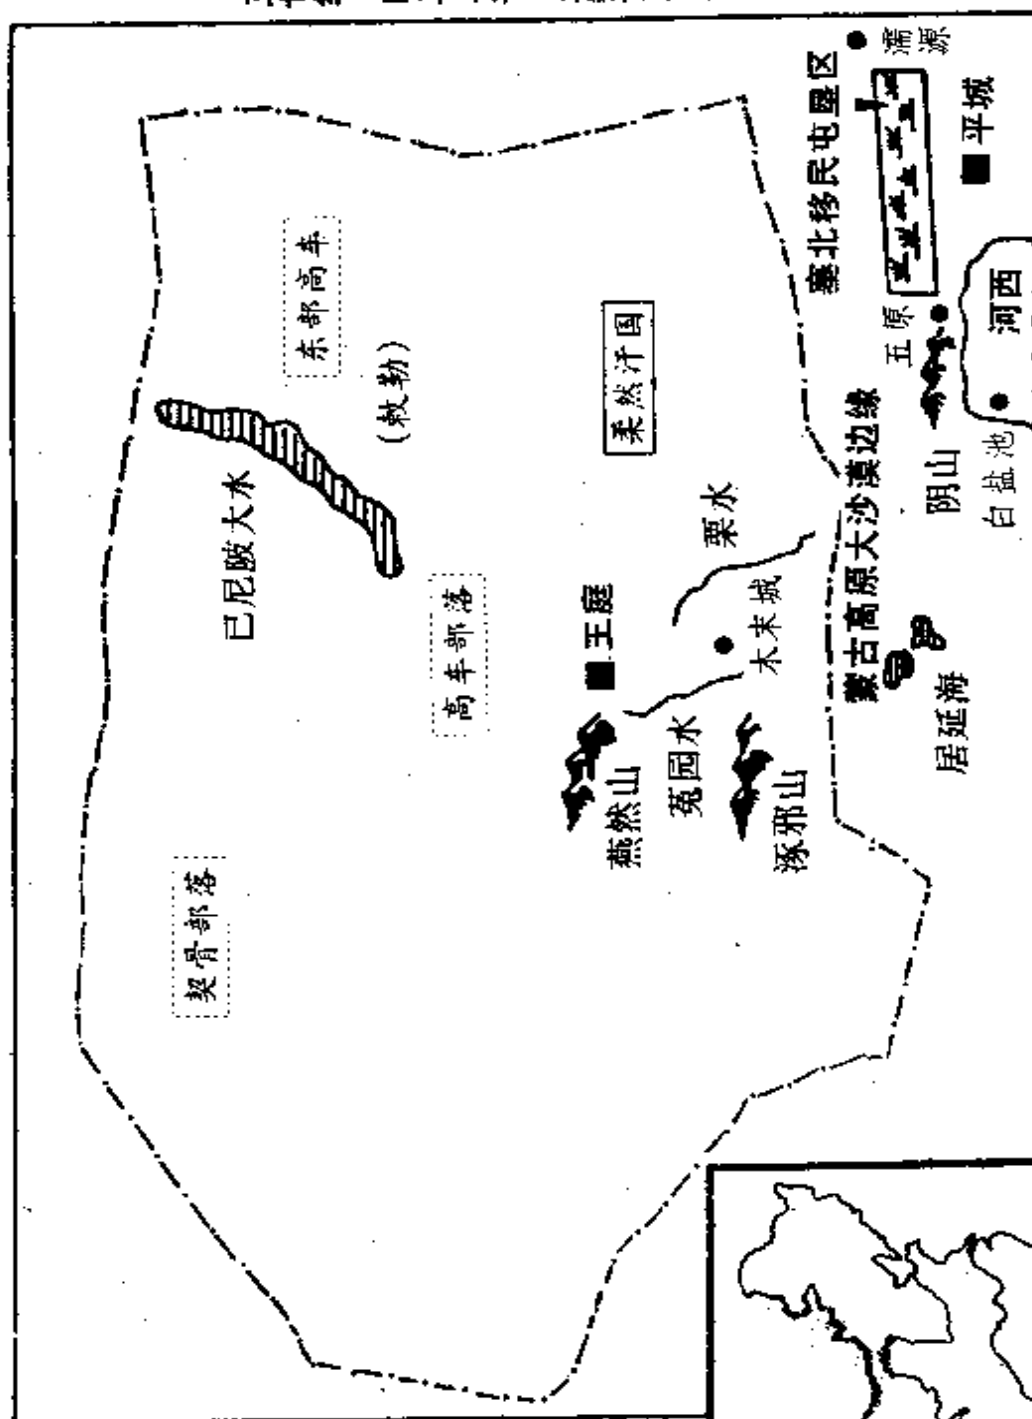 契骨部落
已尼陂大水
东部高车
(敕勒)
高车部落
柔然汗国
王庭
燕然山
菟园水
栗水
木末城
涿邪山
塞北移民屯垦区
濡源
平城
五原
阴山
河西
白盐池
蒙古高原大沙漠边缘
居延海